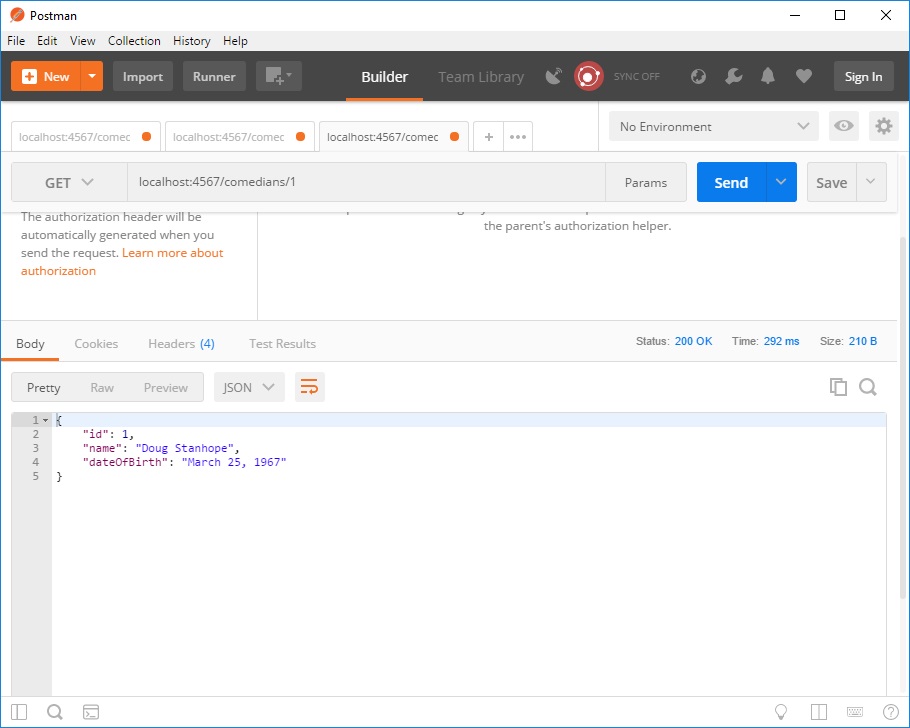 Postman
File Edit View Collection History Help
New Import Runner Builder Team Library SYNC OFF Sign In
localhost:4567/comec localhost:4567/comec localhost:4567/comec + ••• No Environment
GET localhost:4567/comedians/1 Params Send Save
The authorization header will be
automatically generated when you
send the request. Learn more about
authorization
the parent's authorization helper.
Body Cookies Headers (4) Test Results Status: 200 OK Time: 292 ms Size: 210 B
Pretty Raw Preview JSON
1 {
2 "id": 1,
3 "name": "Doug Stanhope",
4 "dateOfBirth": "March 25, 1967"
5 }